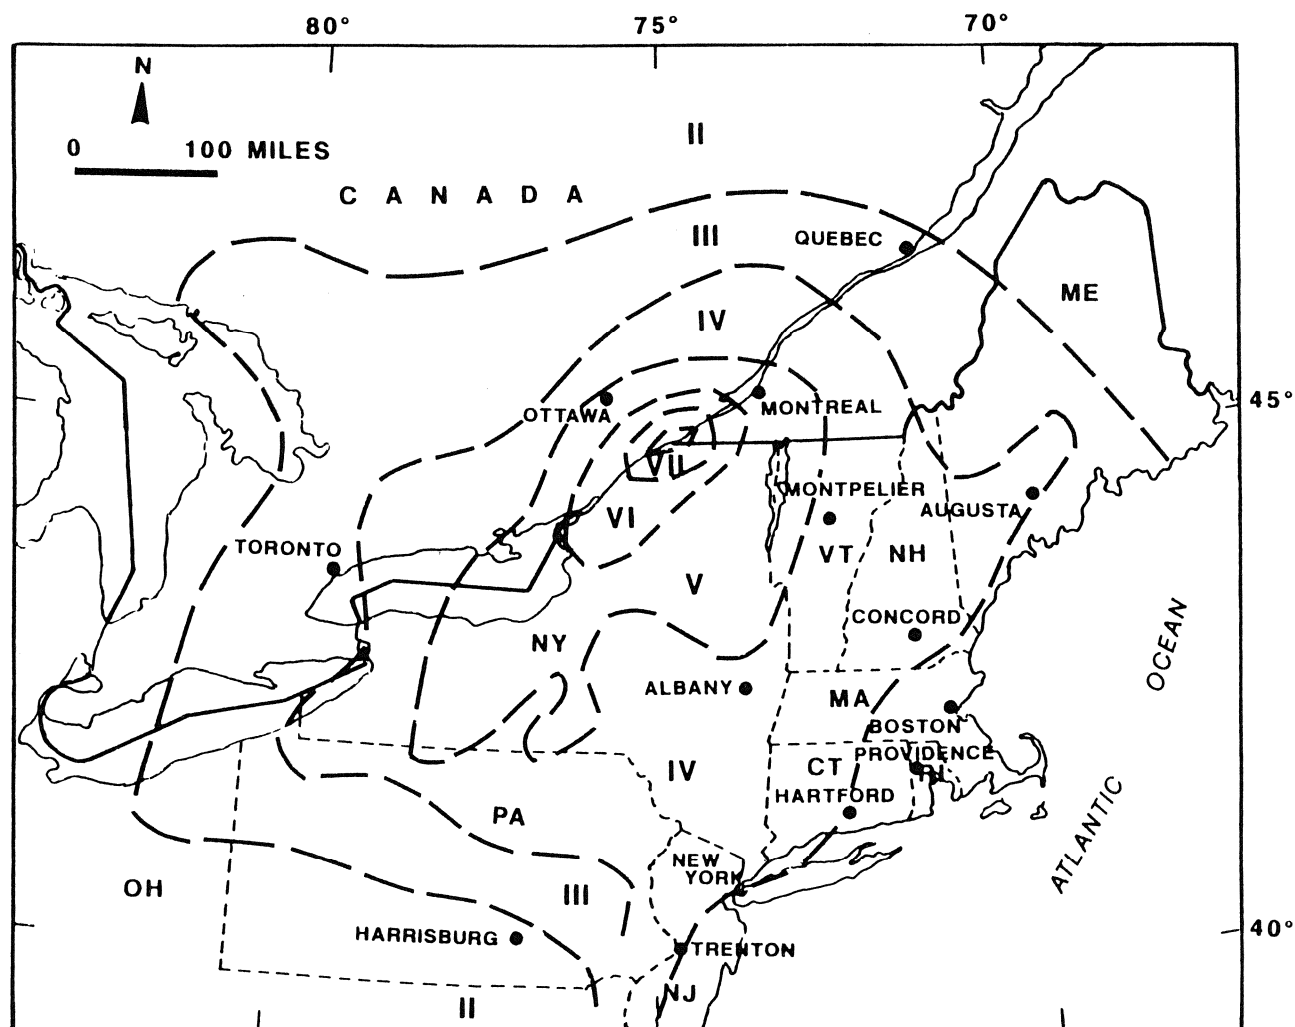 80° 75° 70°
N
0 100 MILES
II
CANADA
III
QUEBEC
ME
IV
OTTAWA
MONTREAL
45°
VII
MONTPELIER
AUGUSTA
VI
TORONTO
VT NH
V
CONCORD
NY
OCEAN
ALBANY
MA
BOSTON
PROVIDENCE
IV
CT
RI
HARTFORD
PA
ATLANTIC
NEW
YORK
OH
III
HARRISBURG
TRENTON
40°
NJ
II